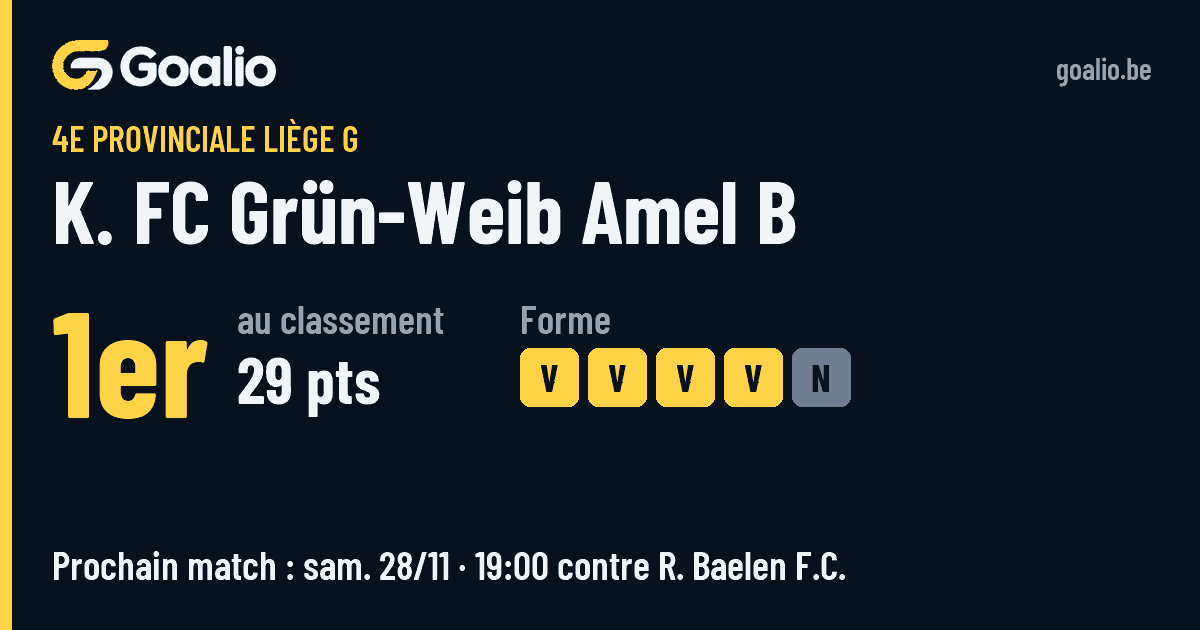 Goalio
goalio.be
4E PROVINCIALE LIÈGE G
K. FC Grün-Weib Amel B
1er
au classement
29 pts
Forme
V V V V N
Prochain match : sam. 28/11 · 19:00 contre R. Baelen F.C.